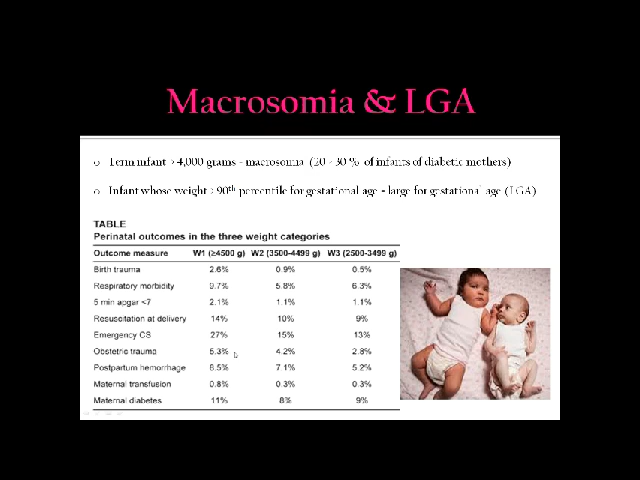 Macrosomia & LGA
o Term infant > 4,000 grams - macrosomia (20 - 30 % of infants of diabetic mothers)
o Infant whose weight > 90th percentile for gestational age - large for gestational age (LGA)
TABLE
Perinatal outcomes in the three weight categories
Outcome measure W1 (≥4500 g) W2 (3500-4499 g) W3 (2500-3499 g)
Birth trauma 2.6% 0.9% 0.5%
Respiratory morbidity 9.7% 5.8% 6.3%
5 min apgar <7 2.1% 1.1% 1.1%
Resuscitation at delivery 14% 10% 9%
Emergency CS 27% 15% 13%
Obstetric trauma 5.3% 4.2% 2.8%
Postpartum hemorrhage 8.5% 7.1% 5.2%
Maternal transfusion 0.8% 0.3% 0.3%
Maternal diabetes 11% 8% 9%